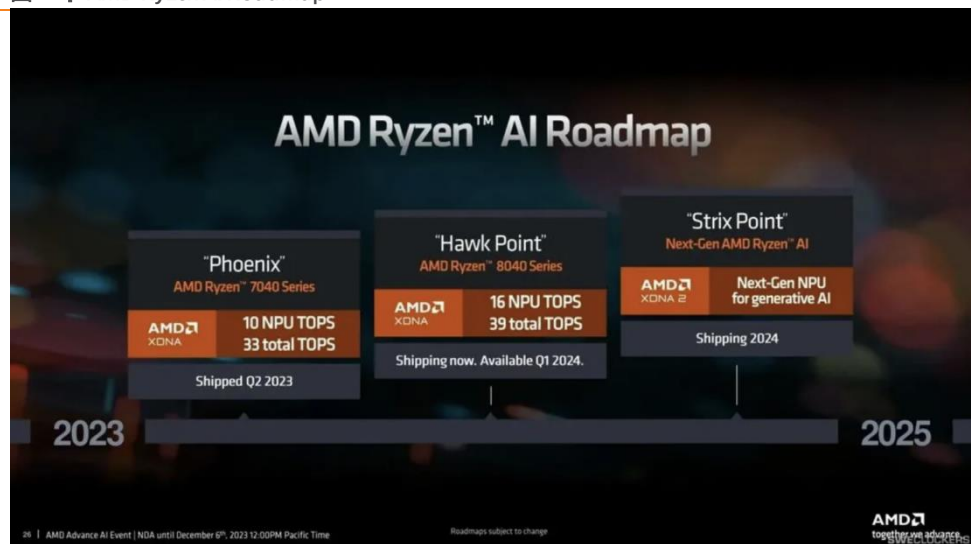 AMD Ryzen™ AI Roadmap
"Phoenix"
AMD Ryzen™ 7040 Series
AMD
XDNA
10 NPU TOPS
33 total TOPS
Shipped Q2 2023
"Hawk Point"
AMD Ryzen™ 8040 Series
AMD
XDNA
16 NPU TOPS
39 total TOPS
Shipping now. Available Q1 2024.
"Strix Point"
Next-Gen AMD Ryzen™ AI
AMD
XDNA 2
Next-Gen NPU
for generative AI
Shipping 2024
2023
2025
26 | AMD Advance AI Event | NDA until December 6th, 2023 12:00PM Pacific Time
Roadmaps subject to change
AMD
together we advance_
SWECLOCKERS